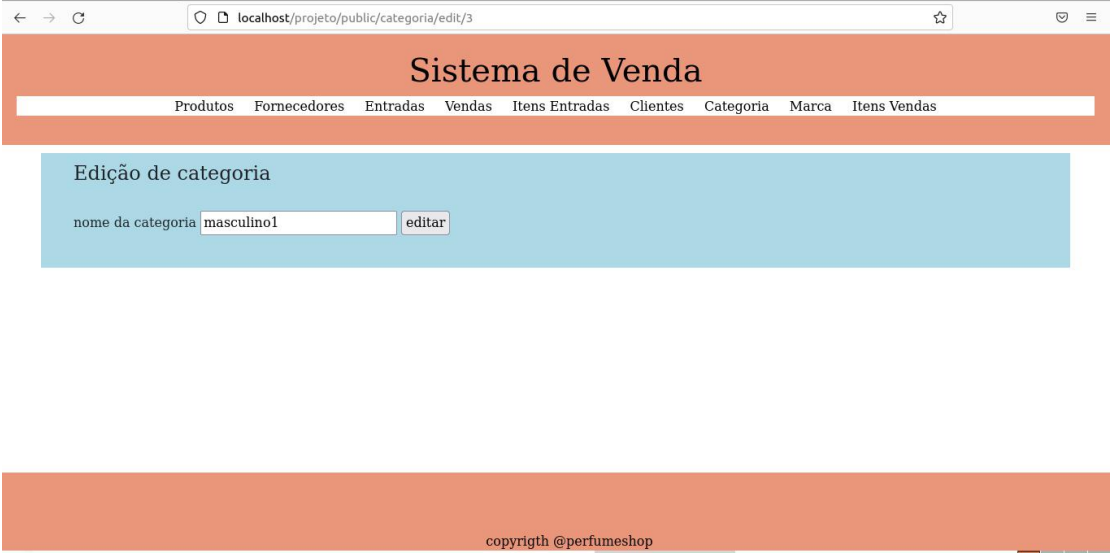 localhost/projeto/public/categoria/edit/3
Sistema de Venda
Produtos Fornecedores Entradas Vendas Itens Entradas Clientes Categoria Marca Itens Vendas
Edição de categoria
nome da categoria masculino1 editar
copyrigth @perfumeshop